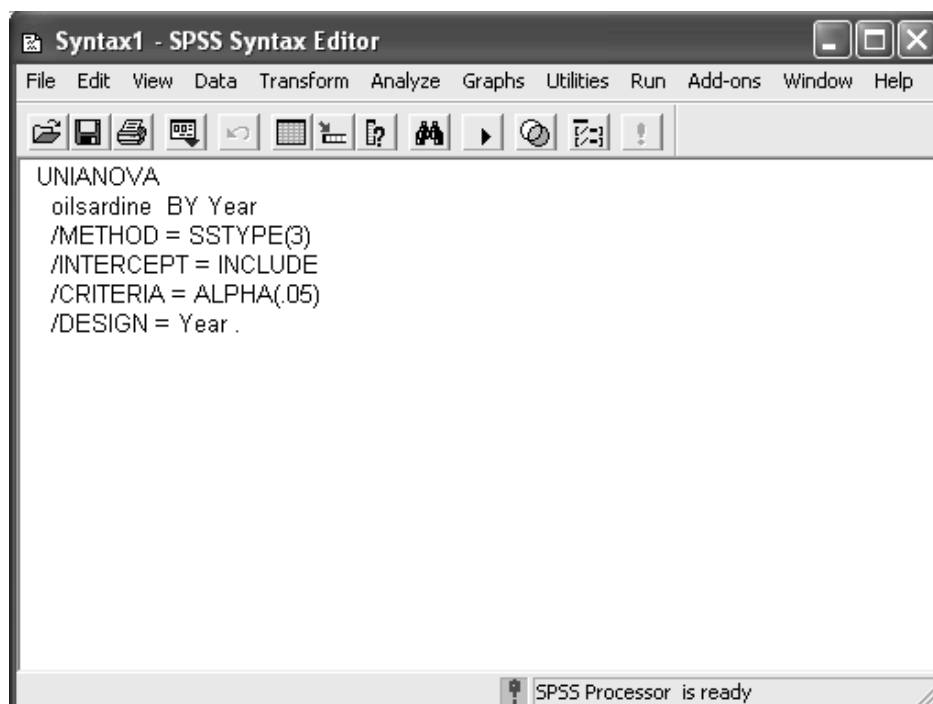 Syntax1 - SPSS Syntax Editor
File Edit View Data Transform Analyze Graphs Utilities Run Add-ons Window Help
UNIANOVA
oilsardine BY Year
/METHOD = SSTYPE(3)
/INTERCEPT = INCLUDE
/CRITERIA = ALPHA(.05)
/DESIGN = Year .
SPSS Processor is ready